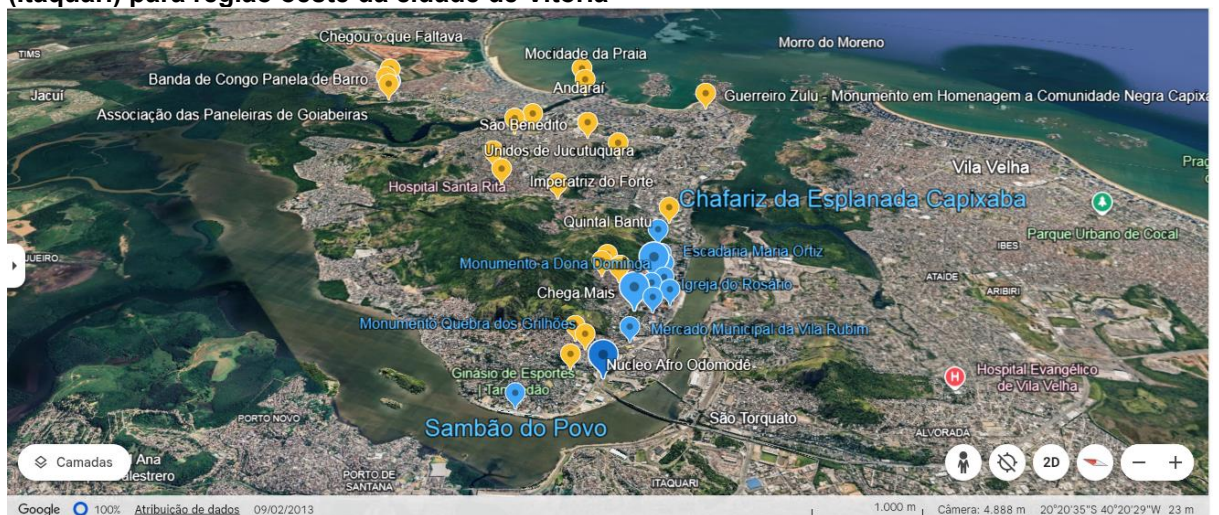 (Itaquari) para região oeste da cidade de Vitória
Chegou o que Faltava
Mocidade da Praia
Morro do Moreno
TIMS
Banda de Congo Panela de Barro
Andaraí
Jacuí
Guerreiro Zulu - Monumento em Homenagem a Comunidade Negra Capixa
Associação das Paneleiras de Goiabeiras
São Benedito
Unidos de Jucutuquara
Vila Velha
Hospital Santa Rita
Imperatriz do Forte
Chafariz da Esplanada Capixaba
Quintal Bantu
Parque Urbano de Cocal
IBES
Escadaria Maria Ortiz
Monumento a Dona Dominga
ATAÍDE
Igreja do Rosário
Chega Mais
ARIBIRI
Monumento Quebra dos Grilhões
Mercado Municipal da Vila Rubim
Núcleo Afro Odomodê
Ginásio de Esportes
Hospital Evangélico
de Vila Velha
PORTO NOVO
São Torquato
Sambão do Povo
ALVORADA
Camadas
Ana
PORTO DE
SANTANA
ITAQUARI
2D
Google 100% Atribuição de dados 09/02/2013
1.000 m Câmera: 4.888 m 20°20'35"S 40°20'29"W 23 m